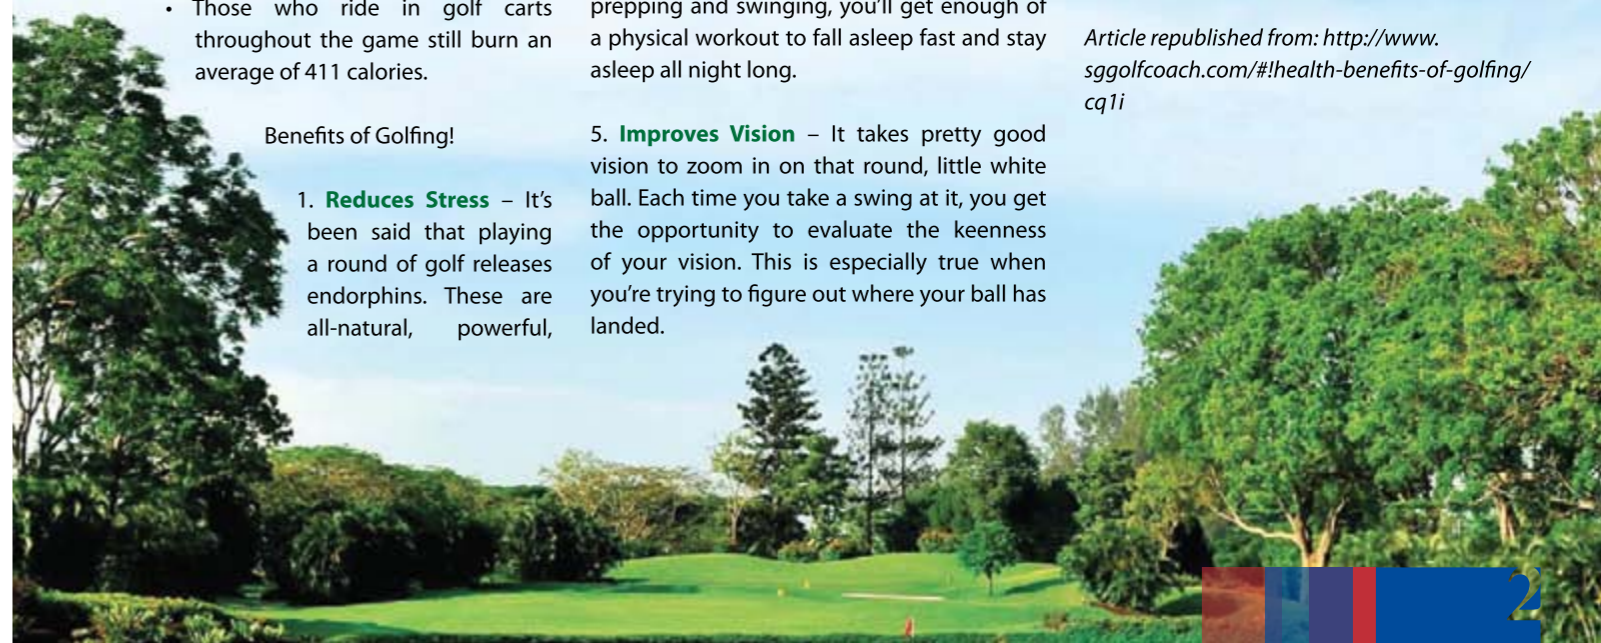 • Those who ride in golf carts
throughout the game still burn an
average of 411 calories.
Benefits of Golfing!
1. Reduces Stress – It's
been said that playing
a round of golf releases
endorphins. These are
all-natural, powerful,
prepping and swinging, you'll get enough of
a physical workout to fall asleep fast and stay
asleep all night long.
5. Improves Vision – It takes pretty good
vision to zoom in on that round, little white
ball. Each time you take a swing at it, you get
the opportunity to evaluate the keenness
of your vision. This is especially true when
you're trying to figure out where your ball has
landed.
Article republished from: http://www.
sggolfcoach.com/#!health-benefits-of-golfing/
cq1i
2